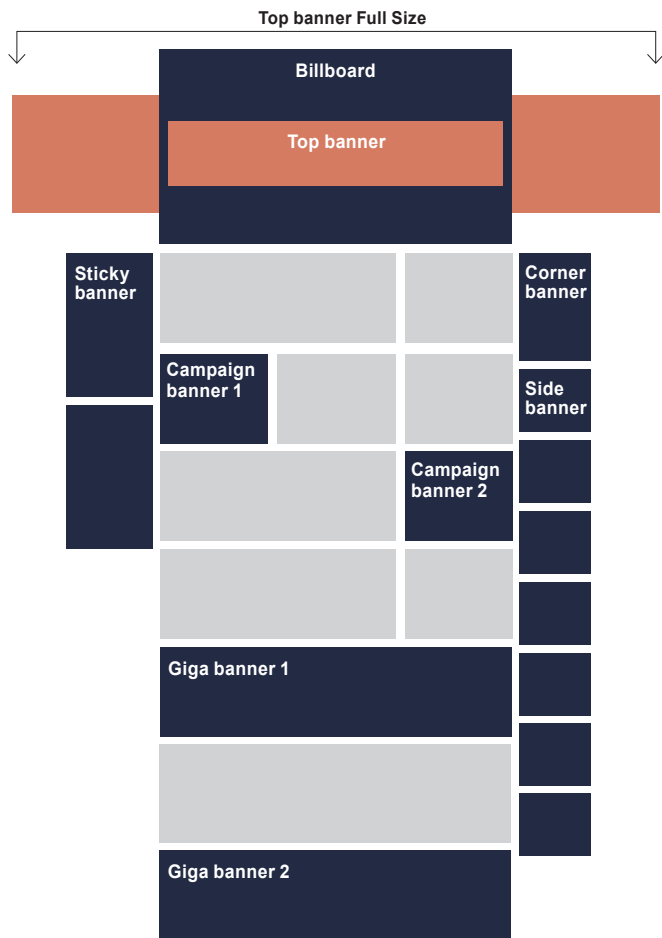 Top banner Full Size
Billboard
Top banner
Sticky
banner
Corner
banner
Campaign
banner 1
Side
banner
Campaign
banner 2
Giga banner 1
Giga banner 2